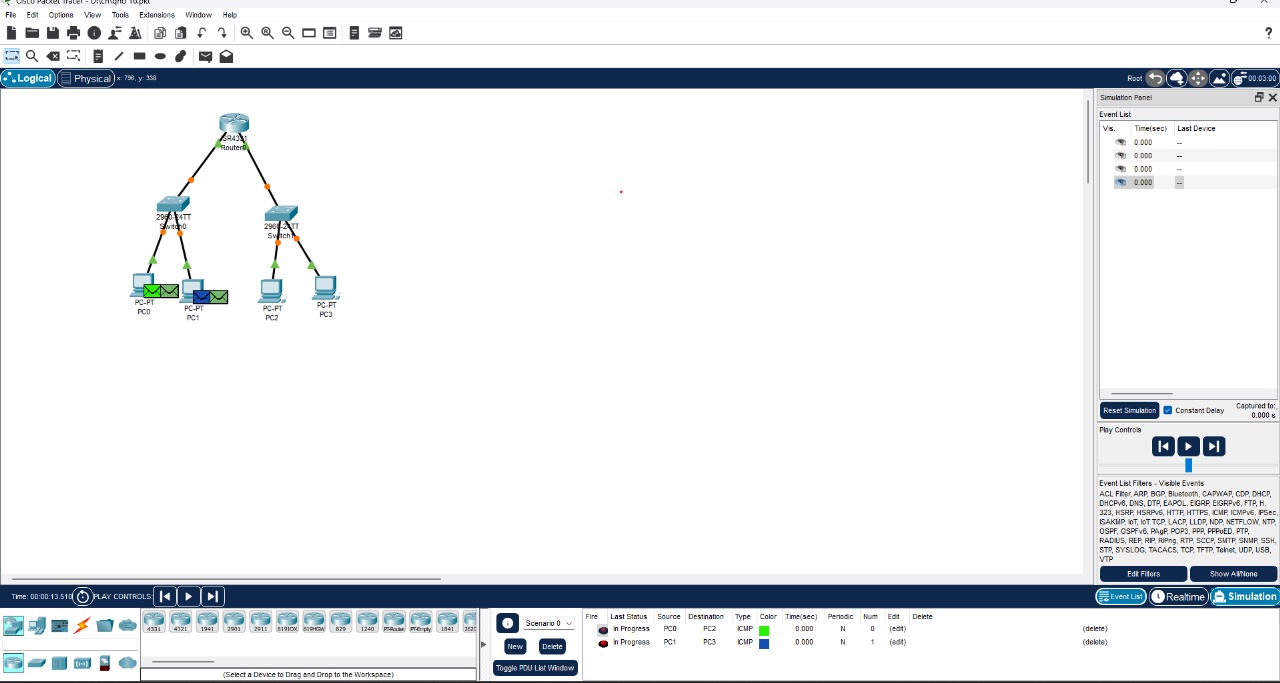 Cisco Packet Tracer - D:\cn\qno 10.pkt
File Edit Options View Tools Extensions Window Help
?
Logical Physical x: 796, y: 338 Root 00:03:00
Simulation Panel
Event List
Vis. Time(sec) Last Device
0.000 --
0.000 --
0.000 --
0.000 --
Router0
2960-24TT
Switch0
PC-PT
PC0
PC-PT
PC1
PC-PT
PC2
PC-PT
PC3
Reset Simulation Constant Delay Captured to:
0.000 s
Play Controls
Event List Filters - Visible Events
ACL Filter, ARP, BGP, Bluetooth, CAPWAP, CDP, DHCP,
DHCPv6, DNS, DTP, EAPOL, EIGRP, EIGRPv6, FTP, H.
323, HSRP, HSRPv6, HTTP, HTTPS, ICMP, ICMPv6, IPSec,
ISAKMP, IoT, IoT TCP, LACP, LLDP, NDP, NETFLOW, NTP,
OSPF, OSPFv6, PAgP, POP3, PPP, PPPoED, PTP,
RADIUS, REP, RIP, RIPng, RTP, SCCP, SMTP, SNMP, SSH,
STP, SYSLOG, TACACS, TCP, TFTP, Telnet, UDP, USB,
VTP
Edit Filters Show All/None
Time: 00:00:13.510 PLAY CONTROLS: Event List Realtime Simulation
4331 4321 1941 2901 2911 819IOX 819HGW 829 1240 PT-Router PT-Empty 1841
(Select a Device to Drag and Drop to the Workspace)
Scenario 0
New Delete
Toggle PDU List Window
Fire Last Status Source Destination Type Color Time(sec) Periodic Num Edit Delete
In Progress PC0 PC2 ICMP 0.000 N 0 (edit) (delete)
In Progress PC1 PC3 ICMP 0.000 N 1 (edit) (delete)